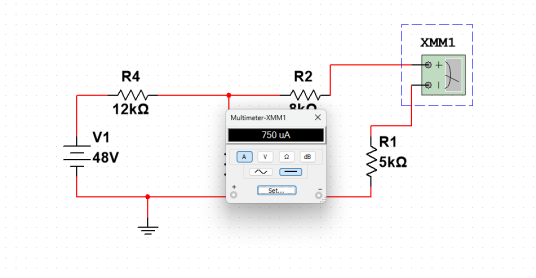 XMM1
R4
R2
12kΩ
8kΩ
Multimeter-XMM1
750 uA
A V Ω dB
Set...
V1
48V
R1
5kΩ